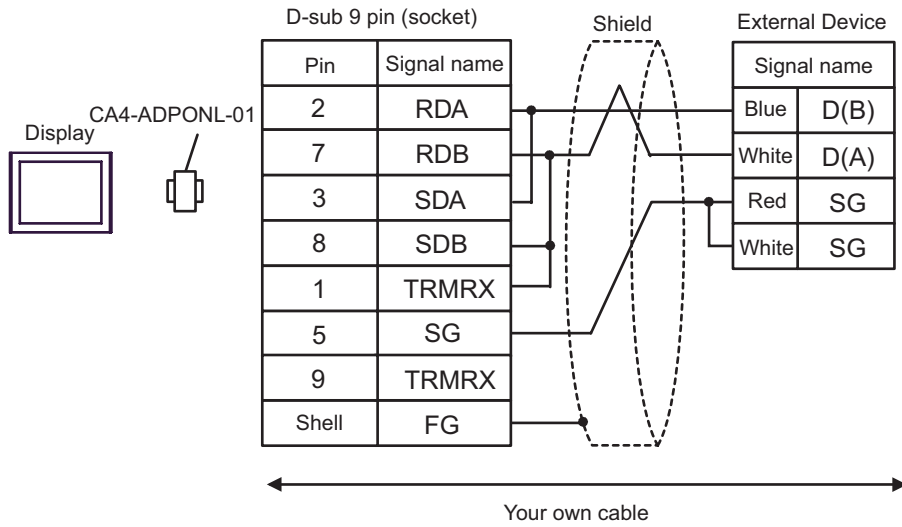 D-sub 9 pin (socket)
Shield
External Device
Pin Signal name
Signal name
CA4-ADPONL-01
Display
2 RDA
Blue D(B)
7 RDB
White D(A)
3 SDA
Red SG
8 SDB
White SG
1 TRMRX
5 SG
9 TRMRX
Shell FG
Your own cable